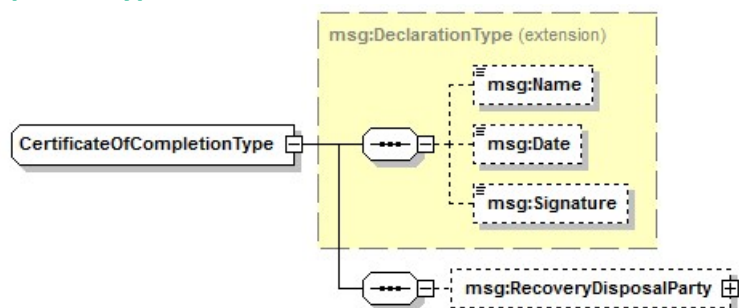 msg:DeclarationType (extension)
msg:Name
CertificateOfCompletionType
msg:Date
msg:Signature
msg:RecoveryDisposalParty